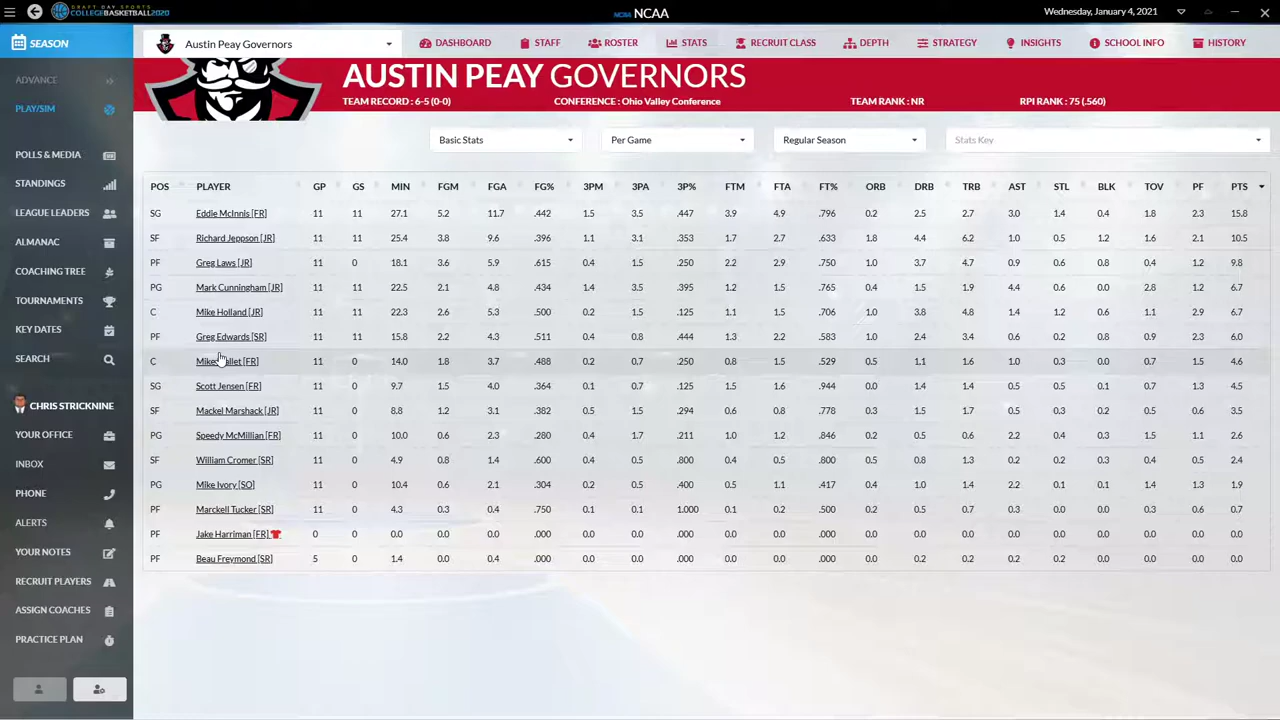 DRAFT DAY SPORTS
COLLEGE BASKETBALL 2020
NCAA NCAA
Wednesday, January 4, 2021
SEASON
Austin Peay Governors
DASHBOARD STAFF ROSTER STATS RECRUIT CLASS DEPTH STRATEGY INSIGHTS SCHOOL INFO HISTORY
ADVANCE
PLAY/SIM
POLLS & MEDIA
STANDINGS
LEAGUE LEADERS
ALMANAC
COACHING TREE
TOURNAMENTS
KEY DATES
SEARCH
CHRIS STRICKNINE
YOUR OFFICE
INBOX
PHONE
ALERTS
YOUR NOTES
RECRUIT PLAYERS
ASSIGN COACHES
PRACTICE PLAN
AUSTIN PEAY GOVERNORS
TEAM RECORD : 6-5 (0-0) CONFERENCE : Ohio Valley Conference TEAM RANK : NR RPI RANK : 75 (.560)
Basic Stats Per Game Regular Season Stats Key
POS PLAYER GP GS MIN FGM FGA FG% 3PM 3PA 3P% FTM FTA FT% ORB DRB TRB AST STL BLK TOV PF PTS
SG Eddie McInnis [FR] 11 11 27.1 5.2 11.7 .442 1.5 3.5 .447 3.9 4.9 .796 0.2 2.5 2.7 3.0 1.4 0.4 1.8 2.3 15.8
SF Richard Jeppson [JR] 11 11 25.4 3.8 9.6 .396 1.1 3.1 .353 1.7 2.7 .633 1.8 4.4 6.2 1.0 0.5 1.2 1.6 2.1 10.5
PF Greg Laws [JR] 11 0 18.1 3.6 5.9 .615 0.4 1.5 .250 2.2 2.9 .750 1.0 3.7 4.7 0.9 0.6 0.8 0.4 1.2 9.8
PG Mark Cunningham [JR] 11 11 22.5 2.1 4.8 .434 1.4 3.5 .395 1.2 1.5 .765 0.4 1.5 1.9 4.4 0.6 0.0 2.8 1.2 6.7
C Mike Holland [JR] 11 11 22.3 2.6 5.3 .500 0.2 1.5 .125 1.1 1.5 .706 1.0 3.8 4.8 1.4 1.2 0.6 1.1 2.9 6.7
PF Greg Edwards [SR] 11 11 15.8 2.2 4.3 .511 0.4 0.8 .444 1.3 2.2 .583 1.0 2.4 3.4 0.6 0.2 0.8 0.9 2.3 6.0
C [FR] 11 0 14.0 1.8 3.7 .488 0.2 0.7 .250 0.8 1.5 .529 0.5 1.1 1.6 1.0 0.3 0.0 0.7 1.5 4.6
SG Scott Jensen [FR] 11 0 9.7 1.5 4.0 .364 0.1 0.7 .125 1.5 1.6 .944 0.0 1.4 1.4 0.5 0.5 0.1 0.7 1.3 4.5
SF Mackel Marshack [JR] 11 0 8.8 1.2 3.1 .382 0.5 1.5 .294 0.6 0.8 .778 0.3 1.5 1.7 0.5 0.3 0.2 0.5 0.6 3.5
PG Speedy McMillian [FR] 11 0 10.0 0.6 2.3 .280 0.4 1.7 .211 1.0 1.2 .846 0.2 0.5 0.6 2.2 0.4 0.3 1.5 1.1 2.6
SF William Cromer [SR] 11 0 4.9 0.8 1.4 .600 0.4 0.5 .800 0.4 0.5 .800 0.5 0.8 1.3 0.2 0.2 0.3 0.4 0.5 2.4
PG Mike Ivory [SO] 11 0 10.4 0.6 2.1 .304 0.2 0.5 .400 0.5 1.1 .417 0.4 1.0 1.4 2.2 0.1 0.1 1.4 1.3 1.9
PF Marckell Tucker [SR] 11 0 4.3 0.3 0.4 .750 0.1 0.1 1.000 0.1 0.2 .500 0.2 0.5 0.7 0.3 0.0 0.3 0.3 0.6 0.7
PF Jake Harriman [FR] 0 0 0.0 0.0 0.0 .000 0.0 0.0 .000 0.0 0.0 .000 0.0 0.0 0.0 0.0 0.0 0.0 0.0 0.0 0.0
PF Beau Freymond [SR] 5 0 1.4 0.0 0.4 .000 0.0 0.0 .000 0.0 0.0 .000 0.0 0.2 0.2 0.2 0.2 0.0 0.0 0.0 0.0